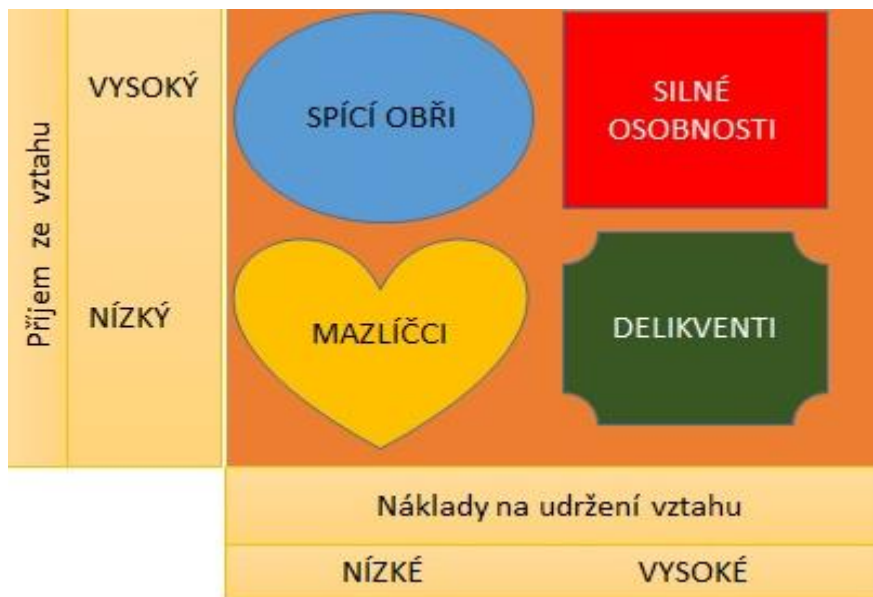 Příjem ze vztahu
VYSOKÝ
SPÍCÍ OBŘI
SILNÉ
OSOBNOSTI
NÍZKÝ
MAZLÍČCI
DELIKVENTI
Náklady na udržení vztahu
NÍZKÉ
VYSOKÉ